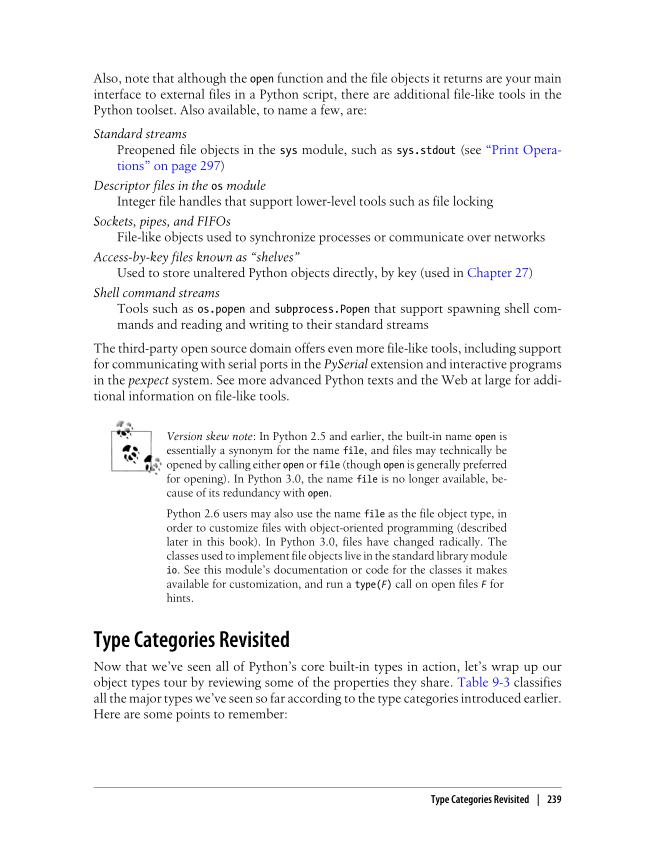 Also, note that although the open function and the file objects it returns are your main
interface to external files in a Python script, there are additional file-like tools in the
Python toolset. Also available, to name a few, are:
Standard streams
Preopened file objects in the sys module, such as sys.stdout (see “Print Opera-
tions” on page 297)
Descriptor files in the os module
Integer file handles that support lower-level tools such as file locking
Sockets, pipes, and FIFOs
File-like objects used to synchronize processes or communicate over networks
Access-by-key files known as “shelves”
Used to store unaltered Python objects directly, by key (used in Chapter 27)
Shell command streams
Tools such as os.popen and subprocess.Popen that support spawning shell com-
mands and reading and writing to their standard streams
The third-party open source domain offers even more file-like tools, including support
for communicating with serial ports in the PySerial extension and interactive programs
in the pexpect system. See more advanced Python texts and the Web at large for addi-
tional information on file-like tools.
Version skew note: In Python 2.5 and earlier, the built-in name open is
essentially a synonym for the name file, and files may technically be
opened by calling either open or file (though open is generally preferred
for opening). In Python 3.0, the name file is no longer available, be-
cause of its redundancy with open.
Python 2.6 users may also use the name file as the file object type, in
order to customize files with object-oriented programming (described
later in this book). In Python 3.0, files have changed radically. The
classes used to implement file objects live in the standard library module
io. See this module’s documentation or code for the classes it makes
available for customization, and run a type(F) call on open files F for
hints.
Type Categories Revisited
Now that we’ve seen all of Python’s core built-in types in action, let’s wrap up our
object types tour by reviewing some of the properties they share. Table 9-3 classifies
all the major types we’ve seen so far according to the type categories introduced earlier.
Here are some points to remember:
Type Categories Revisited | 239